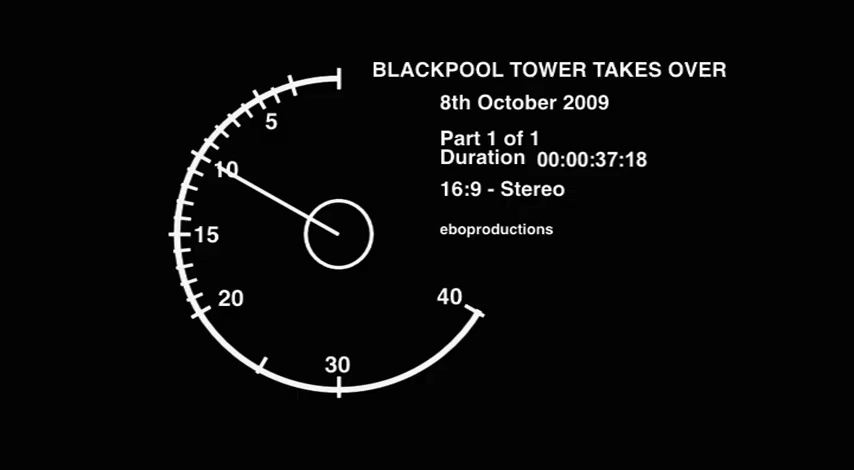 BLACKPOOL TOWER TAKES OVER
8th October 2009
Part 1 of 1
Duration 00:00:37:18
16:9 - Stereo
eboproductions
5
10
15
20
30
40